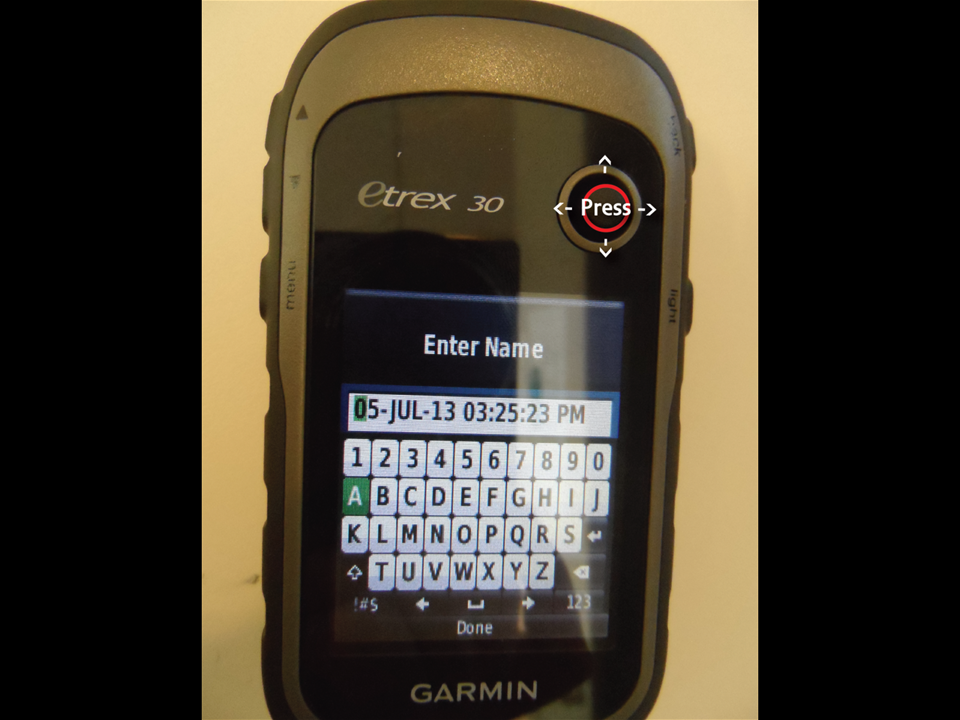 back
etrex 30
<- Press ->
menu
light
Enter Name
05-JUL-13 03:25:23 PM
1 2 3 4 5 6 7 8 9 0
A B C D E F G H I J
K L M N O P Q R S
T U V W X Y Z
!#$ 123
Done
GARMIN